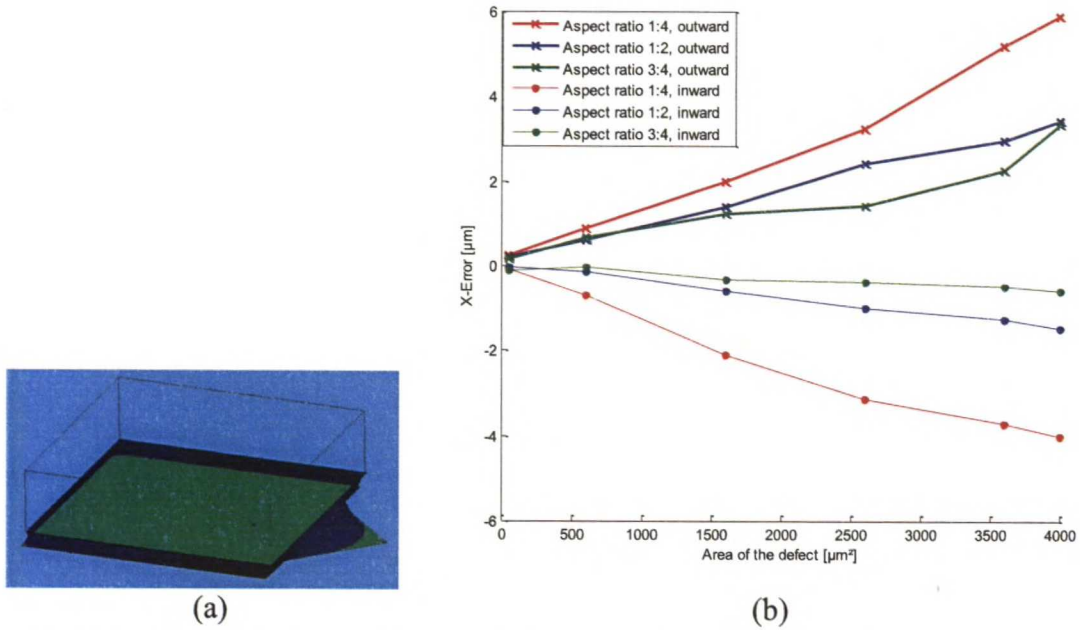 6
4
2
0
-2
-4
-6
X-Error [µm]
Aspect ratio 1:4, outward
Aspect ratio 1:2, outward
Aspect ratio 3:4, outward
Aspect ratio 1:4, inward
Aspect ratio 1:2, inward
Aspect ratio 3:4, inward
0 500 1000 1500 2000 2500 3000 3500 4000
Area of the defect [µm²]
(a) (b)